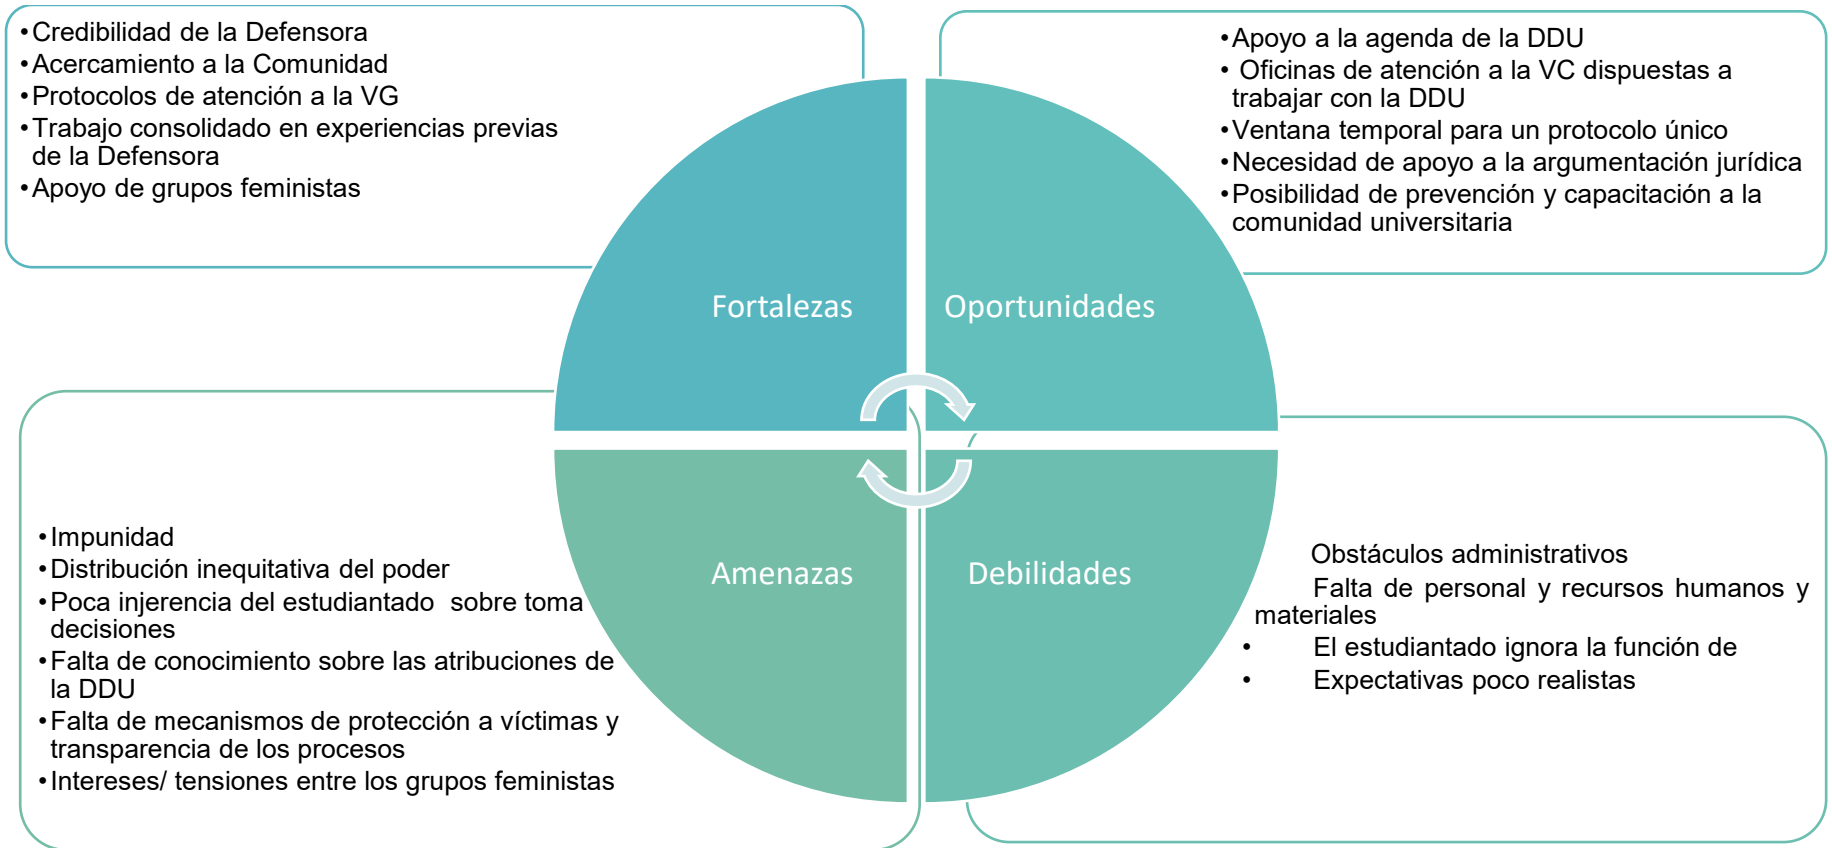 •Credibilidad de la Defensora
•Acercamiento a la Comunidad
•Protocolos de atención a la VG
•Trabajo consolidado en experiencias previas
de la Defensora
•Apoyo de grupos feministas
•Apoyo a la agenda de la DDU
• Oficinas de atención a la VC dispuestas a
trabajar con la DDU
•Ventana temporal para un protocolo único
•Necesidad de apoyo a la argumentación jurídica
•Posibilidad de prevención y capacitación a la
comunidad universitaria
Fortalezas
Oportunidades
•Impunidad
•Distribución inequitativa del poder
•Poca injerencia del estudiantado  sobre toma
decisiones
•Falta de conocimiento sobre las atribuciones de
la DDU
•Falta de mecanismos de protección a víctimas y
transparencia de los procesos
•Intereses/ tensiones entre los grupos feministas
Amenazas
Debilidades
Obstáculos administrativos
Falta de personal y recursos humanos y
materiales
• El estudiantado ignora la función de
• Expectativas poco realistas